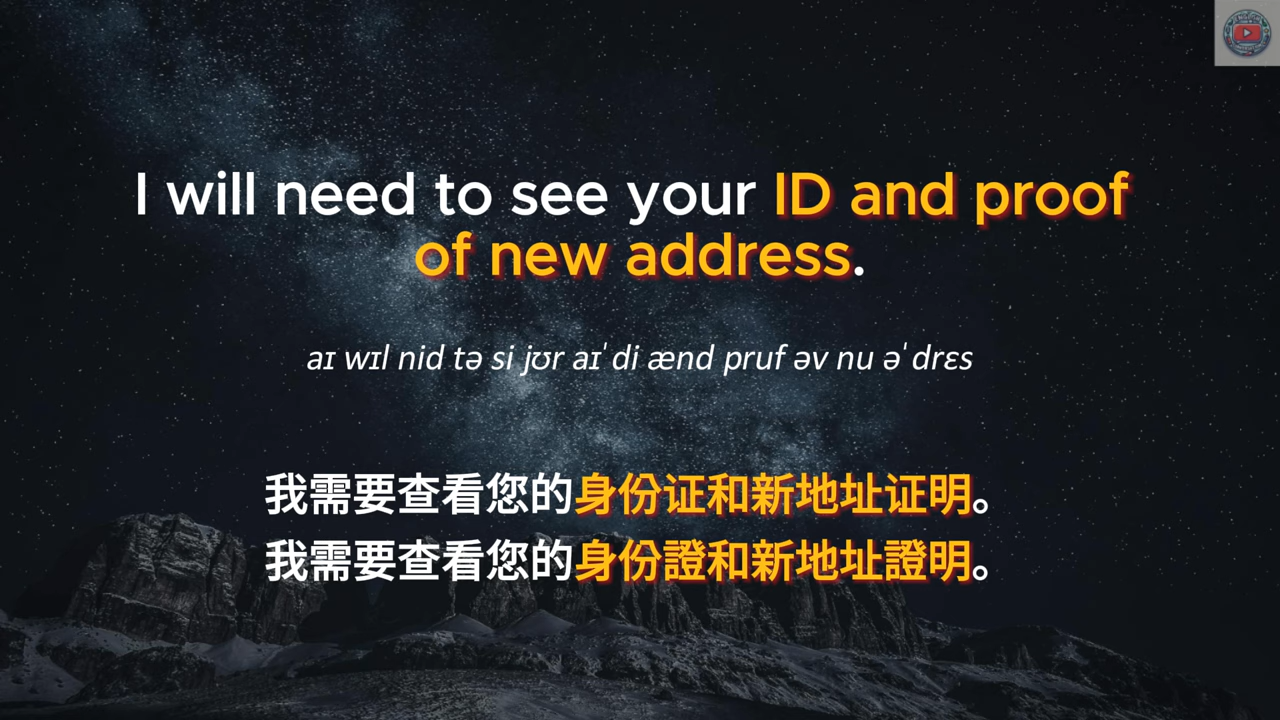 I will need to see your ID and proof
of new address.
aɪ wɪl nid tə si jʊr aɪˈdi ænd pruf əv nu əˈdrɛs
我需要查看您的身份证和新地址证明。
我需要查看您的身份證和新地址證明。